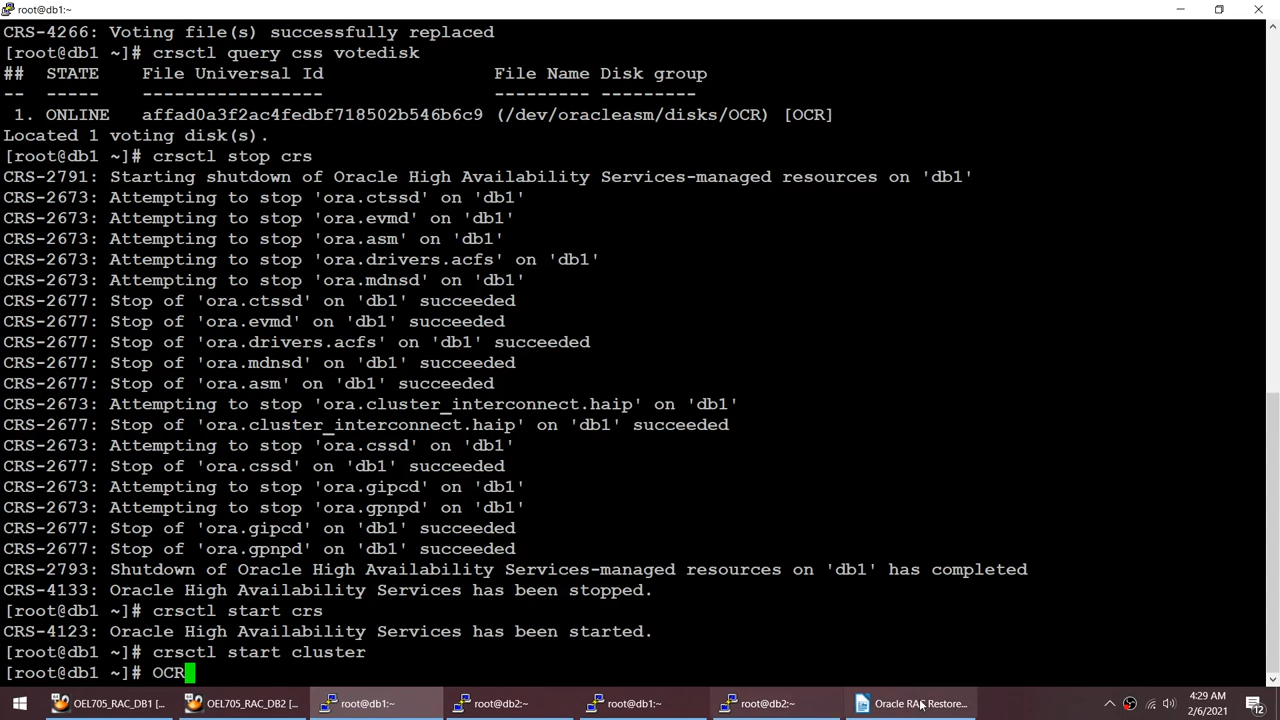 root@db1:~
CRS-4266: Voting file(s) successfully replaced
[root@db1 ~]# crsctl query css votedisk
##  STATE    File Universal Id                File Name Disk group
--  -----    -----------------                --------- ---------
 1. ONLINE   affad0a3f2ac4fedbf718502b546b6c9 (/dev/oracleasm/disks/OCR) [OCR]
Located 1 voting disk(s).
[root@db1 ~]# crsctl stop crs
CRS-2791: Starting shutdown of Oracle High Availability Services-managed resources on 'db1'
CRS-2673: Attempting to stop 'ora.ctssd' on 'db1'
CRS-2673: Attempting to stop 'ora.evmd' on 'db1'
CRS-2673: Attempting to stop 'ora.asm' on 'db1'
CRS-2673: Attempting to stop 'ora.drivers.acfs' on 'db1'
CRS-2673: Attempting to stop 'ora.mdnsd' on 'db1'
CRS-2677: Stop of 'ora.ctssd' on 'db1' succeeded
CRS-2677: Stop of 'ora.evmd' on 'db1' succeeded
CRS-2677: Stop of 'ora.drivers.acfs' on 'db1' succeeded
CRS-2677: Stop of 'ora.mdnsd' on 'db1' succeeded
CRS-2677: Stop of 'ora.asm' on 'db1' succeeded
CRS-2673: Attempting to stop 'ora.cluster_interconnect.haip' on 'db1'
CRS-2677: Stop of 'ora.cluster_interconnect.haip' on 'db1' succeeded
CRS-2673: Attempting to stop 'ora.cssd' on 'db1'
CRS-2677: Stop of 'ora.cssd' on 'db1' succeeded
CRS-2673: Attempting to stop 'ora.gipcd' on 'db1'
CRS-2673: Attempting to stop 'ora.gpnpd' on 'db1'
CRS-2677: Stop of 'ora.gipcd' on 'db1' succeeded
CRS-2677: Stop of 'ora.gpnpd' on 'db1' succeeded
CRS-2793: Shutdown of Oracle High Availability Services-managed resources on 'db1' has completed
CRS-4133: Oracle High Availability Services has been stopped.
[root@db1 ~]# crsctl start crs
CRS-4123: Oracle High Availability Services has been started.
[root@db1 ~]# crsctl start cluster
[root@db1 ~]# OCR
OEL705_RAC_DB1 [... OEL705_RAC_DB2 [... root@db1:~ root@db2:~ root@db1:~ root@db2:~ Oracle RAC Restore... 4:29 AM
2/6/2021 12